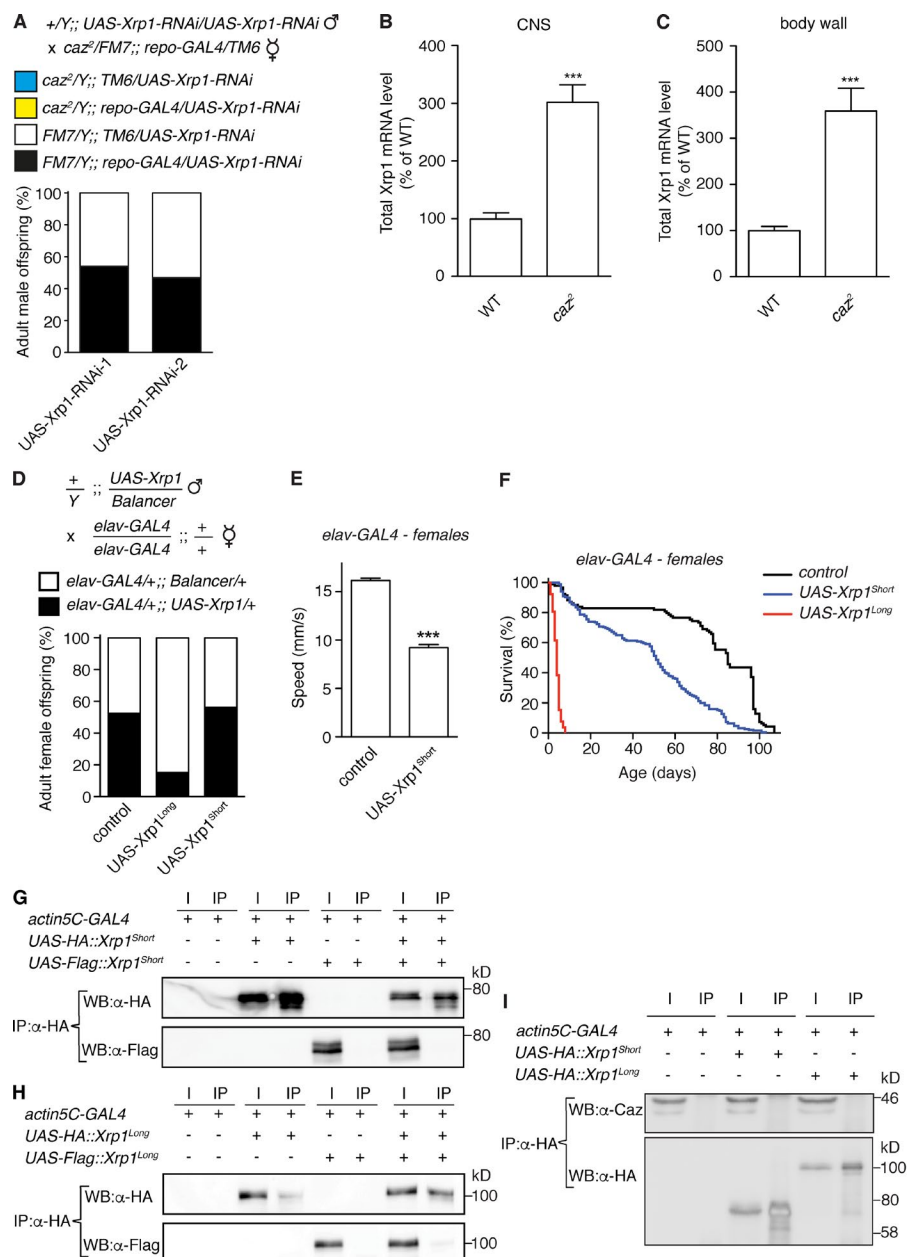 A
+/Y;; UAS-Xrp1-RNAi/UAS-Xrp1-RNAi ♂
x caz²/FM7;; repo-GAL4/TM6 ☿
caz²/Y;; TM6/UAS-Xrp1-RNAi
caz²/Y;; repo-GAL4/UAS-Xrp1-RNAi
FM7/Y;; TM6/UAS-Xrp1-RNAi
FM7/Y;; repo-GAL4/UAS-Xrp1-RNAi
Adult male offspring (%)
100
80
60
40
20
0
UAS-Xrp1-RNAi-1
UAS-Xrp1-RNAi-2
B
CNS
Total Xrp1 mRNA level
(% of WT)
400
300
200
100
0
***
WT
caz²
C
body wall
Total Xrp1 mRNA level
(% of WT)
500
400
300
200
100
0
***
WT
caz²
D
+ UAS-Xrp1
;; ♂
Y Balancer
elav-GAL4 +
x ;; ☿
elav-GAL4 +
elav-GAL4/+;; Balancer/+
elav-GAL4/+;; UAS-Xrp1/+
Adult female offspring (%)
100
80
60
40
20
0
control
UAS-Xrp1Long
UAS-Xrp1Short
E
elav-GAL4 - females
Speed (mm/s)
15
10
5
0
***
control
UAS-Xrp1Short
F
elav-GAL4 - females
control
UAS-Xrp1Short
UAS-Xrp1Long
Survival (%)
100
80
60
40
20
0
0 20 40 60 80 100
Age (days)
G
I IP I IP I IP I IP
actin5C-GAL4 + + + + + + + +
UAS-HA::Xrp1Short - - + + - - + +
UAS-Flag::Xrp1Short - - - - + + + +
kD
IP:α-HA
WB:α-HA
80
WB:α-Flag
80
H
I IP I IP I IP I IP
actin5C-GAL4 + + + + + + + +
UAS-HA::Xrp1Long - - + + - - + +
UAS-Flag::Xrp1Long - - - - + + + +
kD
IP:α-HA
WB:α-HA
100
WB:α-Flag
100
I
I IP I IP I IP
actin5C-GAL4 + + + + + +
UAS-HA::Xrp1Short - - + + - -
UAS-HA::Xrp1Long - - - - + +
kD
IP:α-HA
WB:α-Caz
46
WB:α-HA
100
80
58